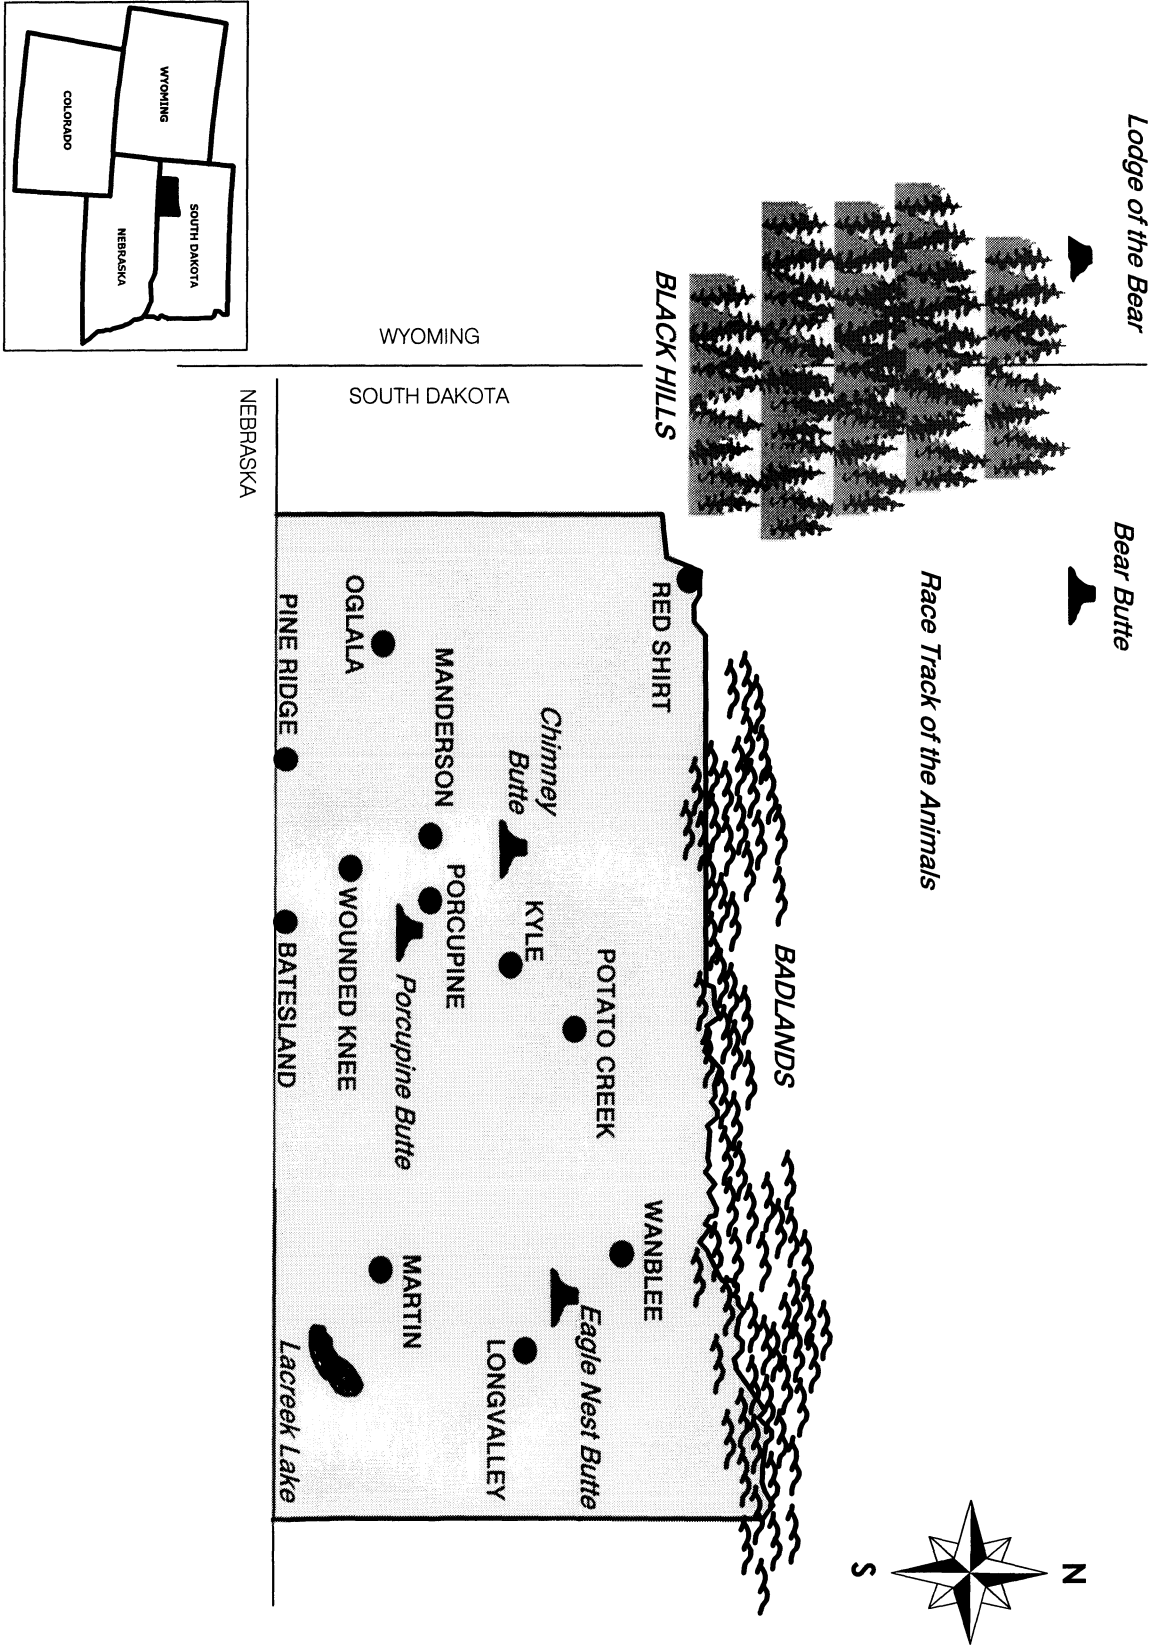 Lodge of the Bear
Bear Butte
Race Track of the Animals
N
S
BLACK HILLS
BADLANDS
WYOMING
SOUTH DAKOTA
NEBRASKA
RED SHIRT
WANBLEE
POTATO CREEK
Eagle Nest Butte
Chimney
Butte
KYLE
LONGVALLEY
MANDERSON
PORCUPINE
Porcupine Butte
MARTIN
OGLALA
WOUNDED KNEE
PINE RIDGE
BATESLAND
Lacreek Lake
WYOMING
SOUTH DAKOTA
NEBRASKA
COLORADO